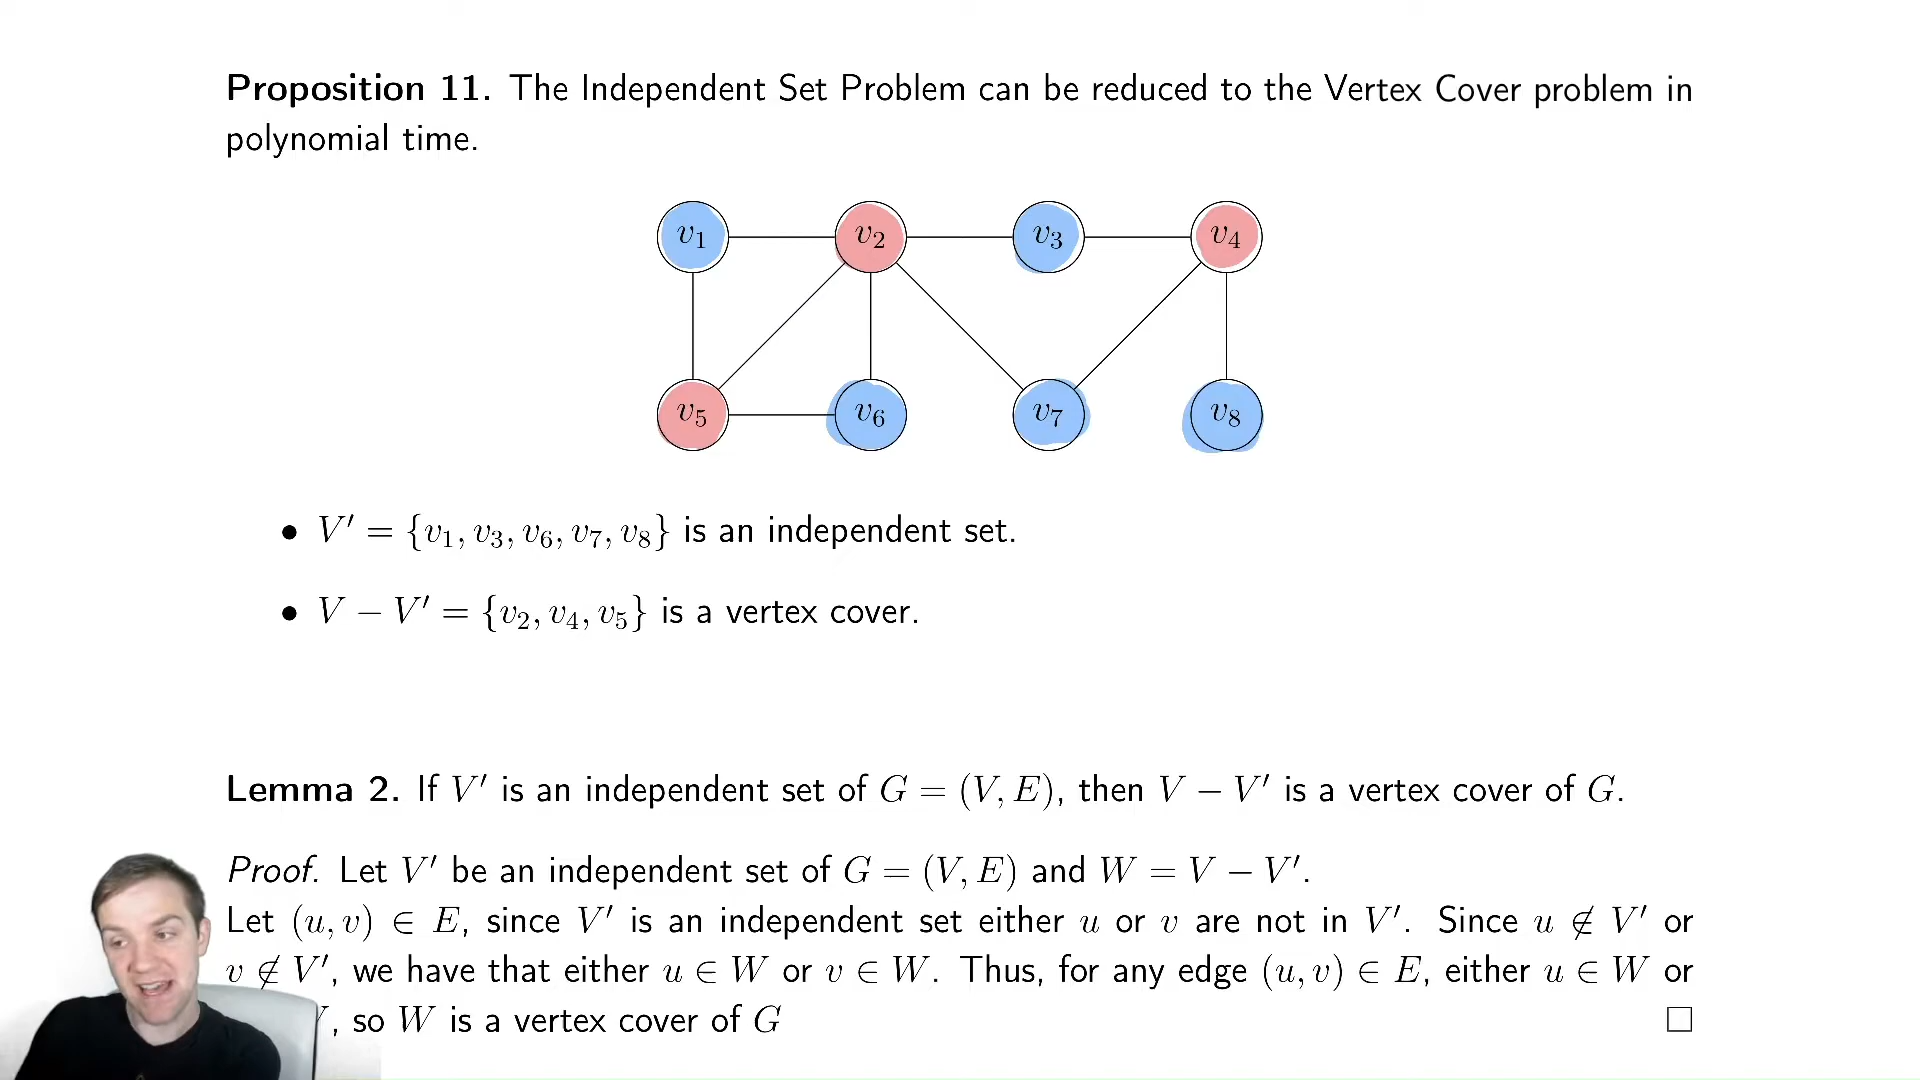 Proposition 11. The Independent Set Problem can be reduced to the Vertex Cover problem in
polynomial time.
v₁ v₂ v₃ v₄
v₅ v₆ v₇ v₈
• V′ = {v₁, v₃, v₆, v₇, v₈} is an independent set.
• V − V′ = {v₂, v₄, v₅} is a vertex cover.
Lemma 2. If V′ is an independent set of G = (V, E), then V − V′ is a vertex cover of G.
Proof. Let V′ be an independent set of G = (V, E) and W = V − V′.
Let (u, v) ∈ E, since V′ is an independent set either u or v are not in V′. Since u ∉ V′ or
v ∉ V′, we have that either u ∈ W or v ∈ W. Thus, for any edge (u, v) ∈ E, either u ∈ W or
, so W is a vertex cover of G □